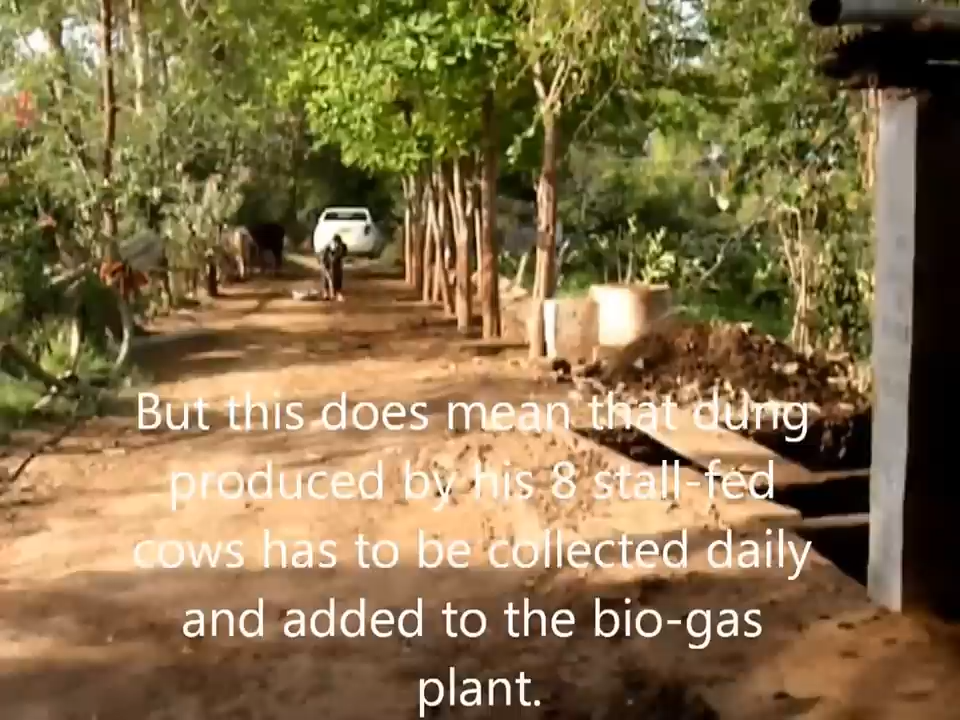 But this does mean that dung
produced by his 8 stall-fed
cows has to be collected daily
and added to the bio-gas
plant.